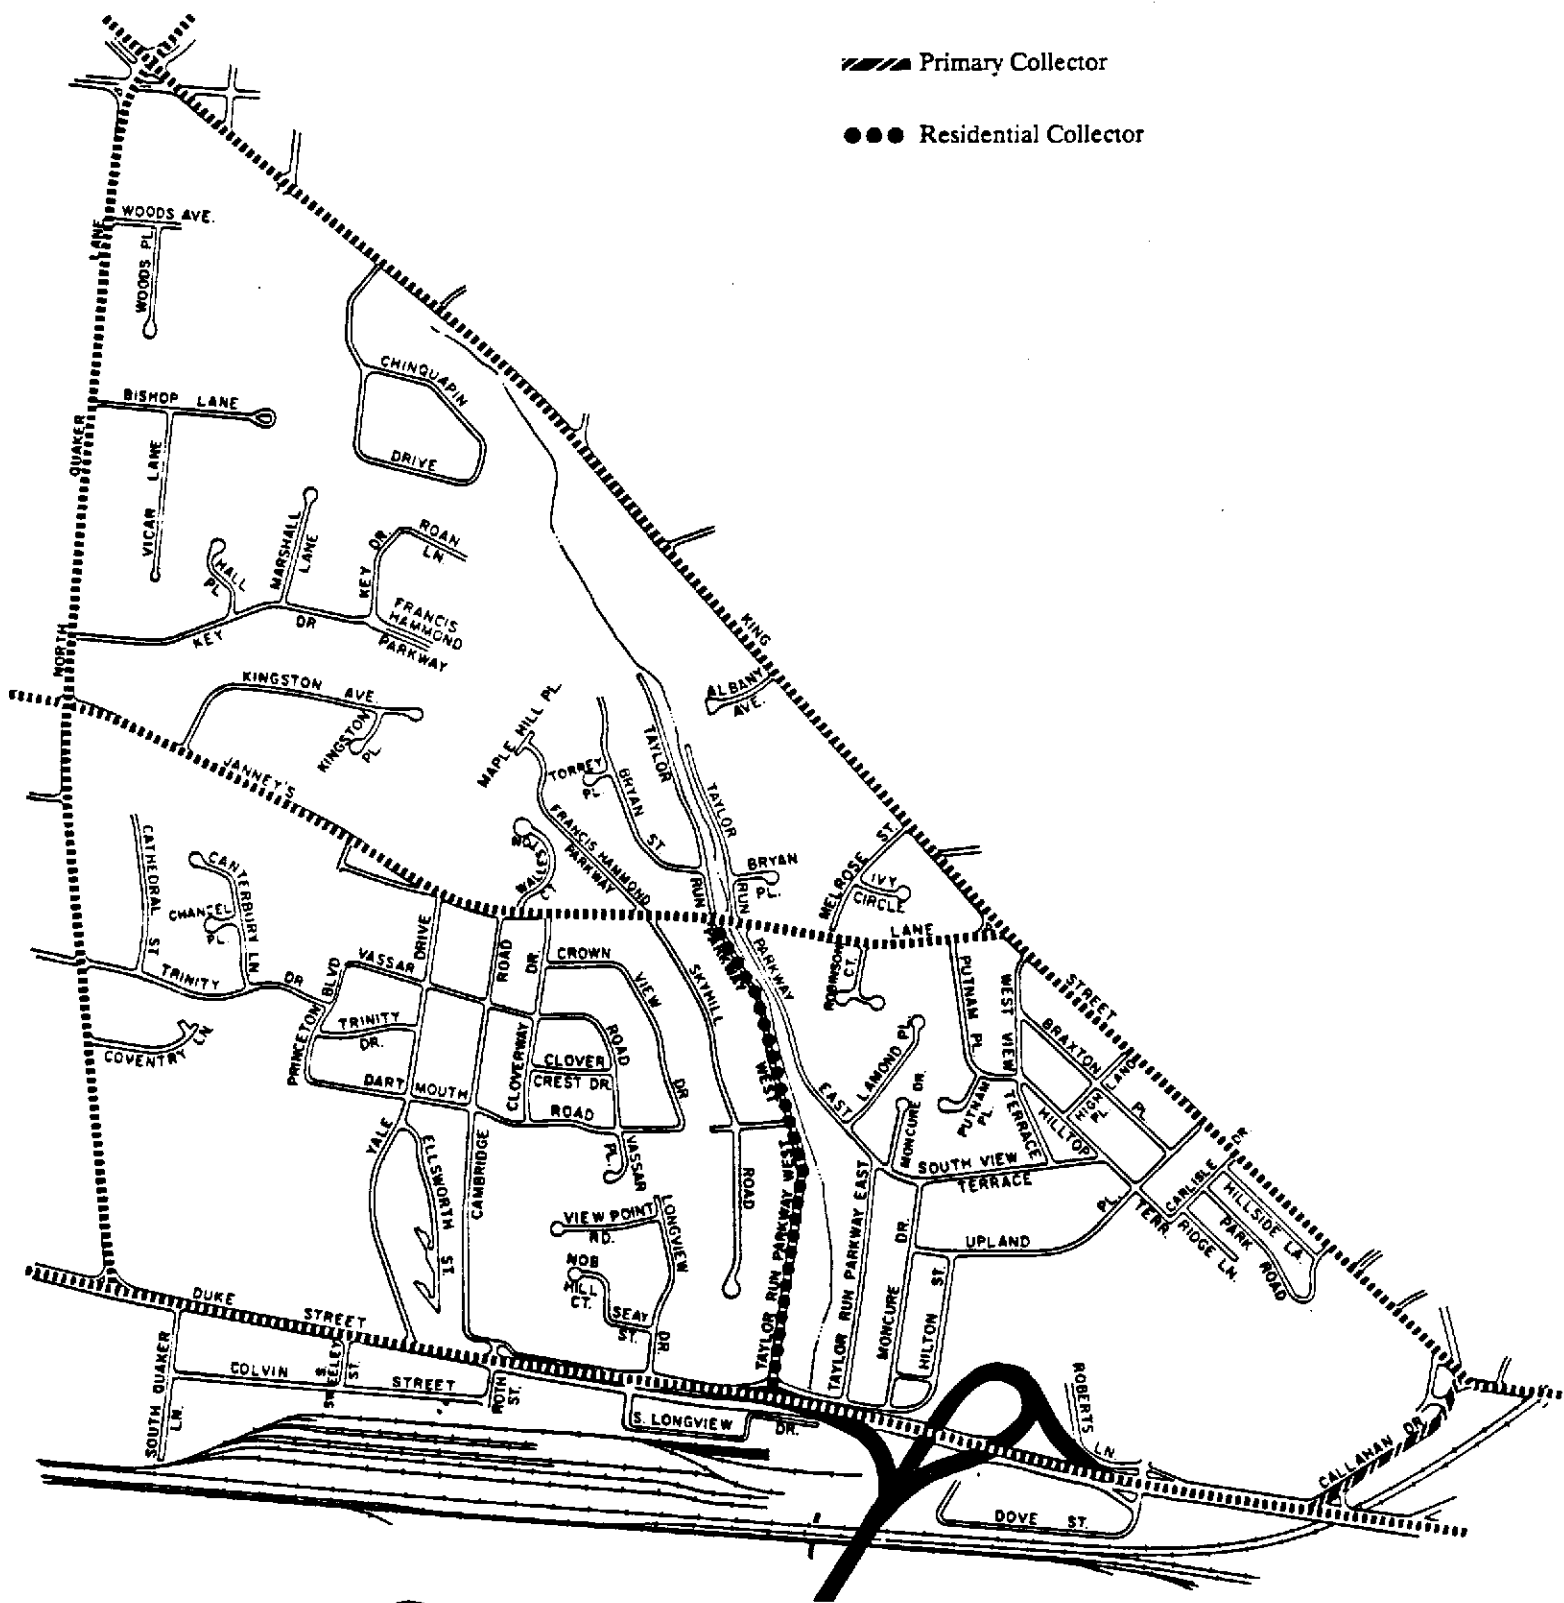 Primary Collector
Residential Collector
WOODS AVE.
WOODS PL.
LANE
QUAKER
NORTH
BISHOP LANE
VICAR LANE
CHINQUAPIN
DRIVE
MARSHALL
LANE
HALL
PL.
KEY
DR
KEY DR
ROAN
LN.
FRANCIS
HAMMOND
PARKWAY
KINGSTON AVE.
KINGSTON
PL.
JANNEY'S
LANE
KING
STREET
ALBANY
AVE.
MAPLE HILL PL.
TORREY
PL.
BRYAN ST
TAYLOR
RUN
PARKWAY
WEST
TAYLOR
RUN
PARKWAY
EAST
BRYAN
PL.
FRANCIS HAMMOND
PARKWAY
WALLESTON
CT.
MELROSE ST.
IVY
CIRCLE
ROBINSON
CT.
CATHEDRAL ST
CANTERBURY LN
CHANCEL
PL.
TRINITY DR
COVENTRY LN.
PRINCETON BLVD
VASSAR
DRIVE
TRINITY
DR.
DARTMOUTH
ROAD
CLOVERWAY DR.
CROWN
VIEW
DR
CLOVER
CREST DR.
ROAD
ROAD
VASSAR
PL.
SKYHILL
ROAD
YALE
ELLSWORTH ST.
CAMBRIDGE
VIEW POINT
RD.
LONGVIEW
DR
NOB
HILL
CT.
SEAY
ST.
TAYLOR RUN PARKWAY WEST
TAYLOR RUN PARKWAY EAST
LAMOND PL.
MONCURE DR.
PUTNAM PL.
PUTNAM
PL.
WEST VIEW
TERRACE
BRAXTON
PL.
HIGHLAND
PL.
HILLTOP
TERR.
SOUTH VIEW
TERRACE
UPLAND
PL.
MONCURE DR.
HILTON ST.
CARLISLE
DR
HILLSIDE LA.
PARK
ROAD
RIDGE LN.
DUKE
STREET
SOUTH QUAKER
LN.
COLVIN
STREET
S.
SWEELEY
ST.
ROTH
ST.
S. LONGVIEW
DR.
ROBERTS
LN
DOVE ST.
CALLAHAN DR